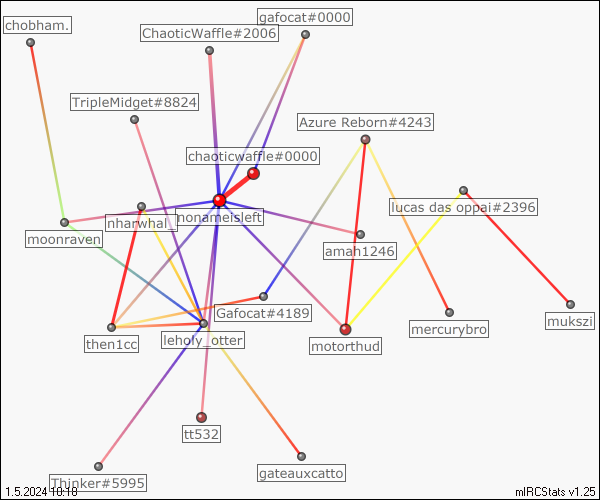 chobham.
ChaoticWaffle#2006
gafocat#0000
TripleMidget#8824
Azure Reborn#4243
chaoticwaffle#0000
nonameisleft
nharwhal_
lucas das oppai#2396
moonraven
amah1246
Gafocat#4189
mukszi
mercurybro
leholy_otter
then1cc
motorthud
tt532
gateauxcatto
Thinker#5995
1.5.2024 10:18
mIRCStats v1.25